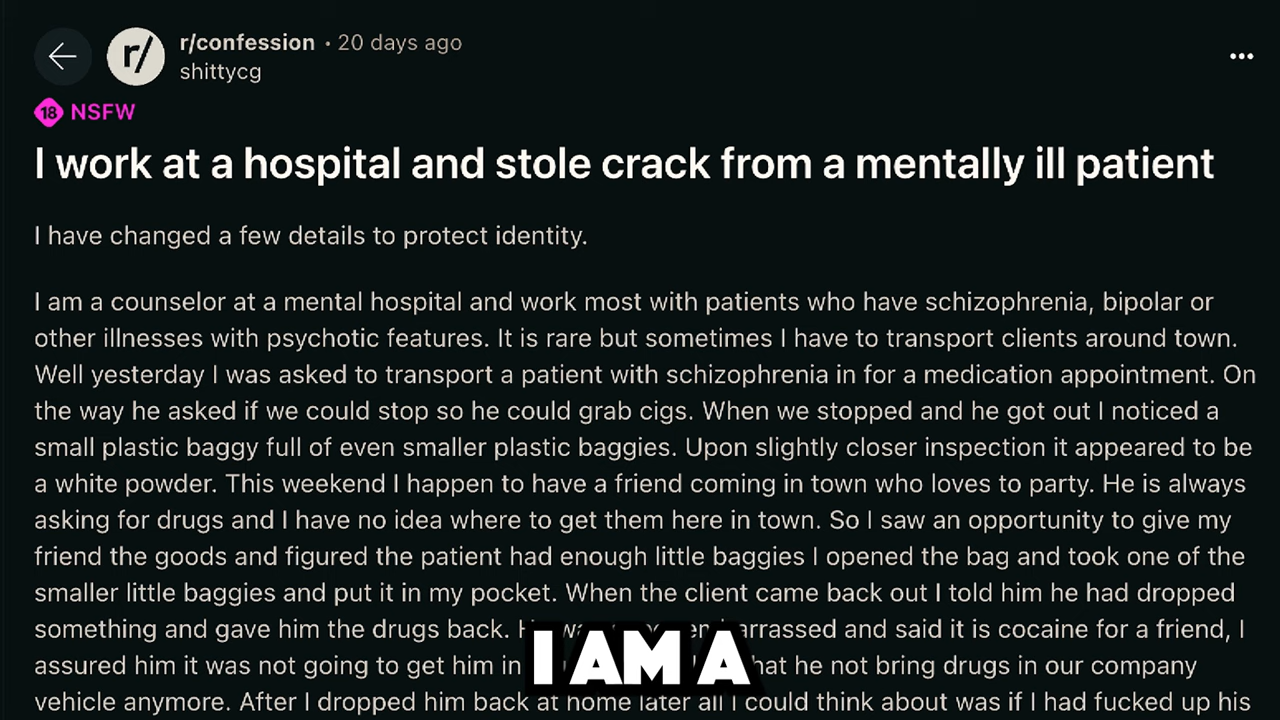 r/
r/confession • 20 days ago
shittycg
18 NSFW
I work at a hospital and stole crack from a mentally ill patient
I have changed a few details to protect identity.
I am a counselor at a mental hospital and work most with patients who have schizophrenia, bipolar or
other illnesses with psychotic features. It is rare but sometimes I have to transport clients around town.
Well yesterday I was asked to transport a patient with schizophrenia in for a medication appointment. On
the way he asked if we could stop so he could grab cigs. When we stopped and he got out I noticed a
small plastic baggy full of even smaller plastic baggies. Upon slightly closer inspection it appeared to be
a white powder. This weekend I happen to have a friend coming in town who loves to party. He is always
asking for drugs and I have no idea where to get them here in town. So I saw an opportunity to give my
friend the goods and figured the patient had enough little baggies I opened the bag and took one of the
smaller little baggies and put it in my pocket. When the client came back out I told him he had dropped
something and gave him the drugs back. and said it is cocaine for a friend, I
assured him it was not going to get him in he not bring drugs in our company
vehicle anymore. After I dropped him back at home later all I could think about was if I had fucked up his
I AM A